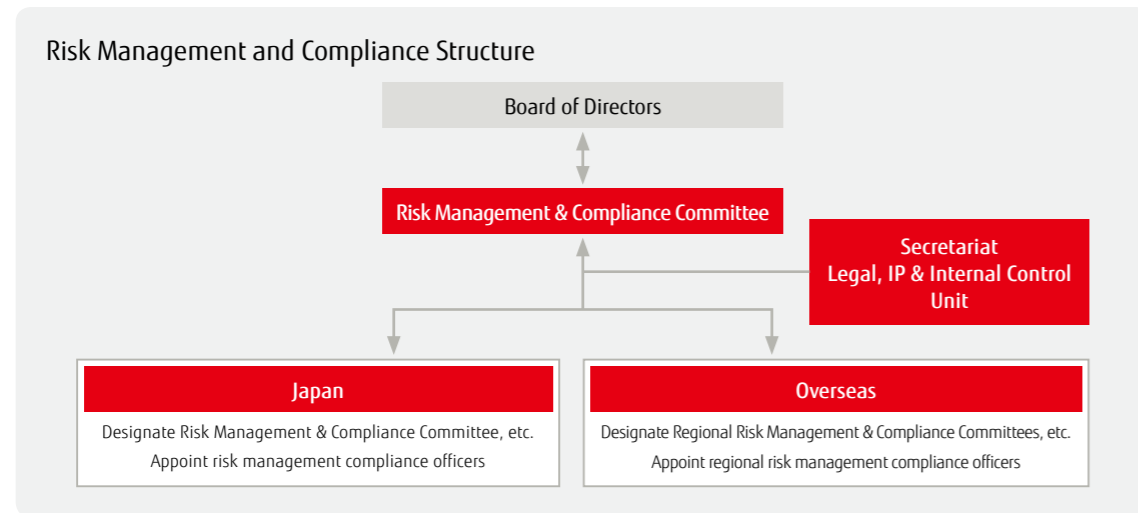 Risk Management and Compliance Structure
Board of Directors
Risk Management & Compliance Committee
Secretariat
Legal, IP & Internal Control
Unit
Japan
Designate Risk Management & Compliance Committee, etc.
Appoint risk management compliance officers
Overseas
Designate Regional Risk Management & Compliance Committees, etc.
Appoint regional risk management compliance officers